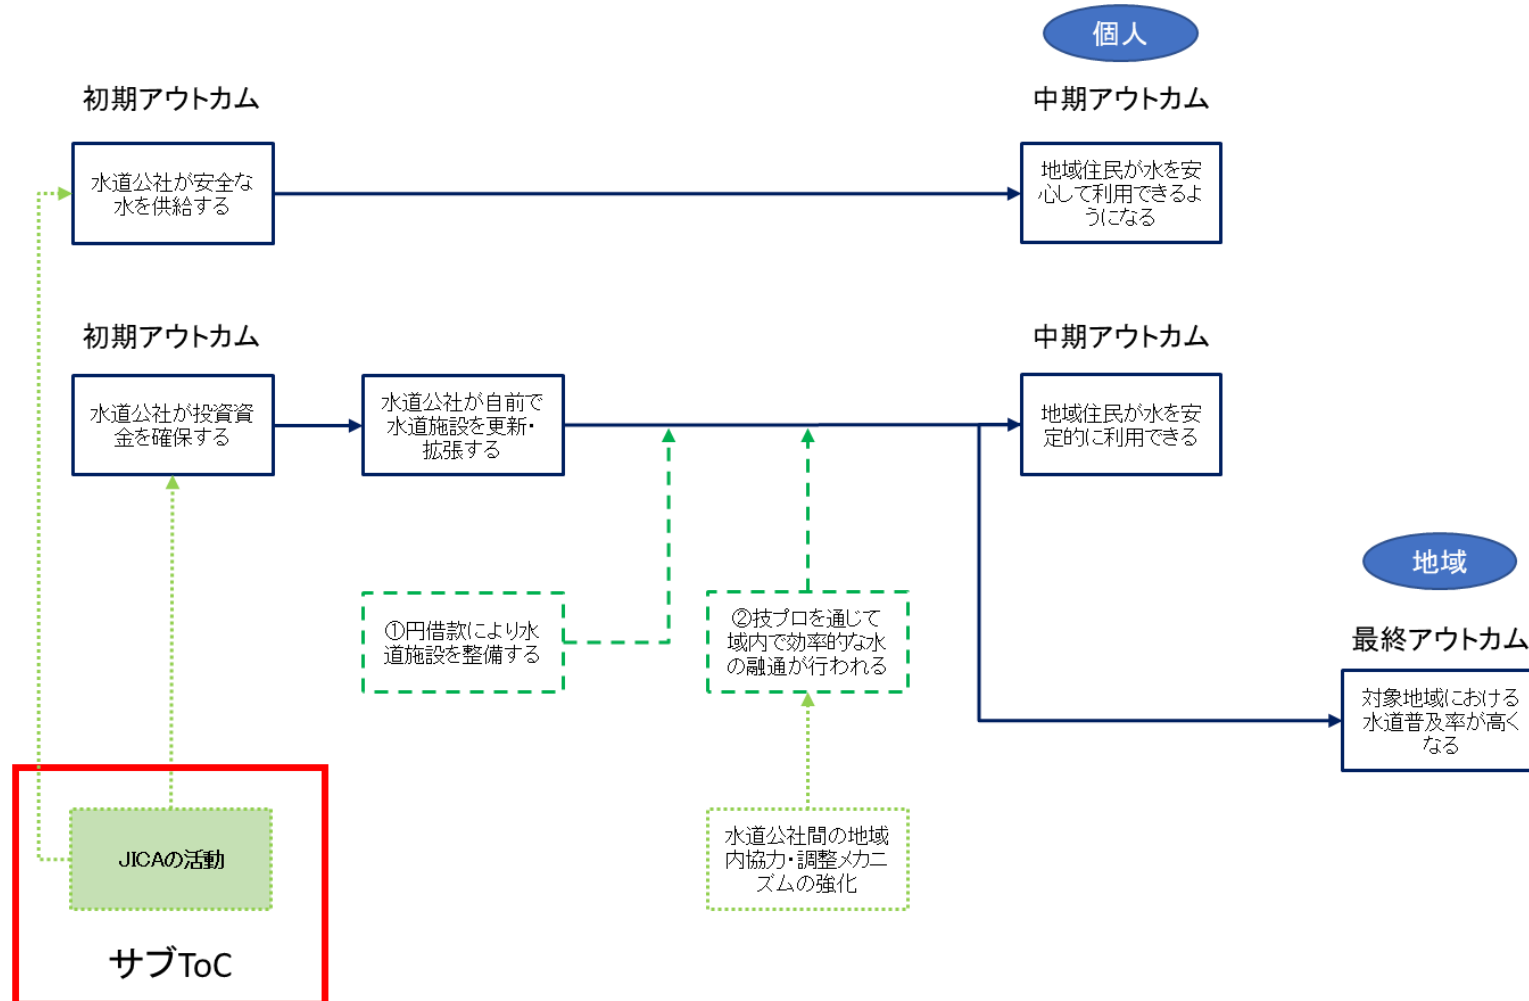 個人
初期アウトカム
中期アウトカム
水道公社が安全な
水を供給する
地域住民が水を安
心して利用できるよ
うになる
初期アウトカム
中期アウトカム
水道公社が投資資
金を確保する
水道公社が自前で
水道施設を更新・
拡張する
地域住民が水を安
定的に利用できる
地域
①円借款により水
道施設を整備する
②技プロを通じて
域内で効率的な水
の融通が行われる
最終アウトカム
対象地域における
水道普及率が高く
なる
JICAの活動
水道公社間の地域
内協力・調整メカニ
ズムの強化
サブToC